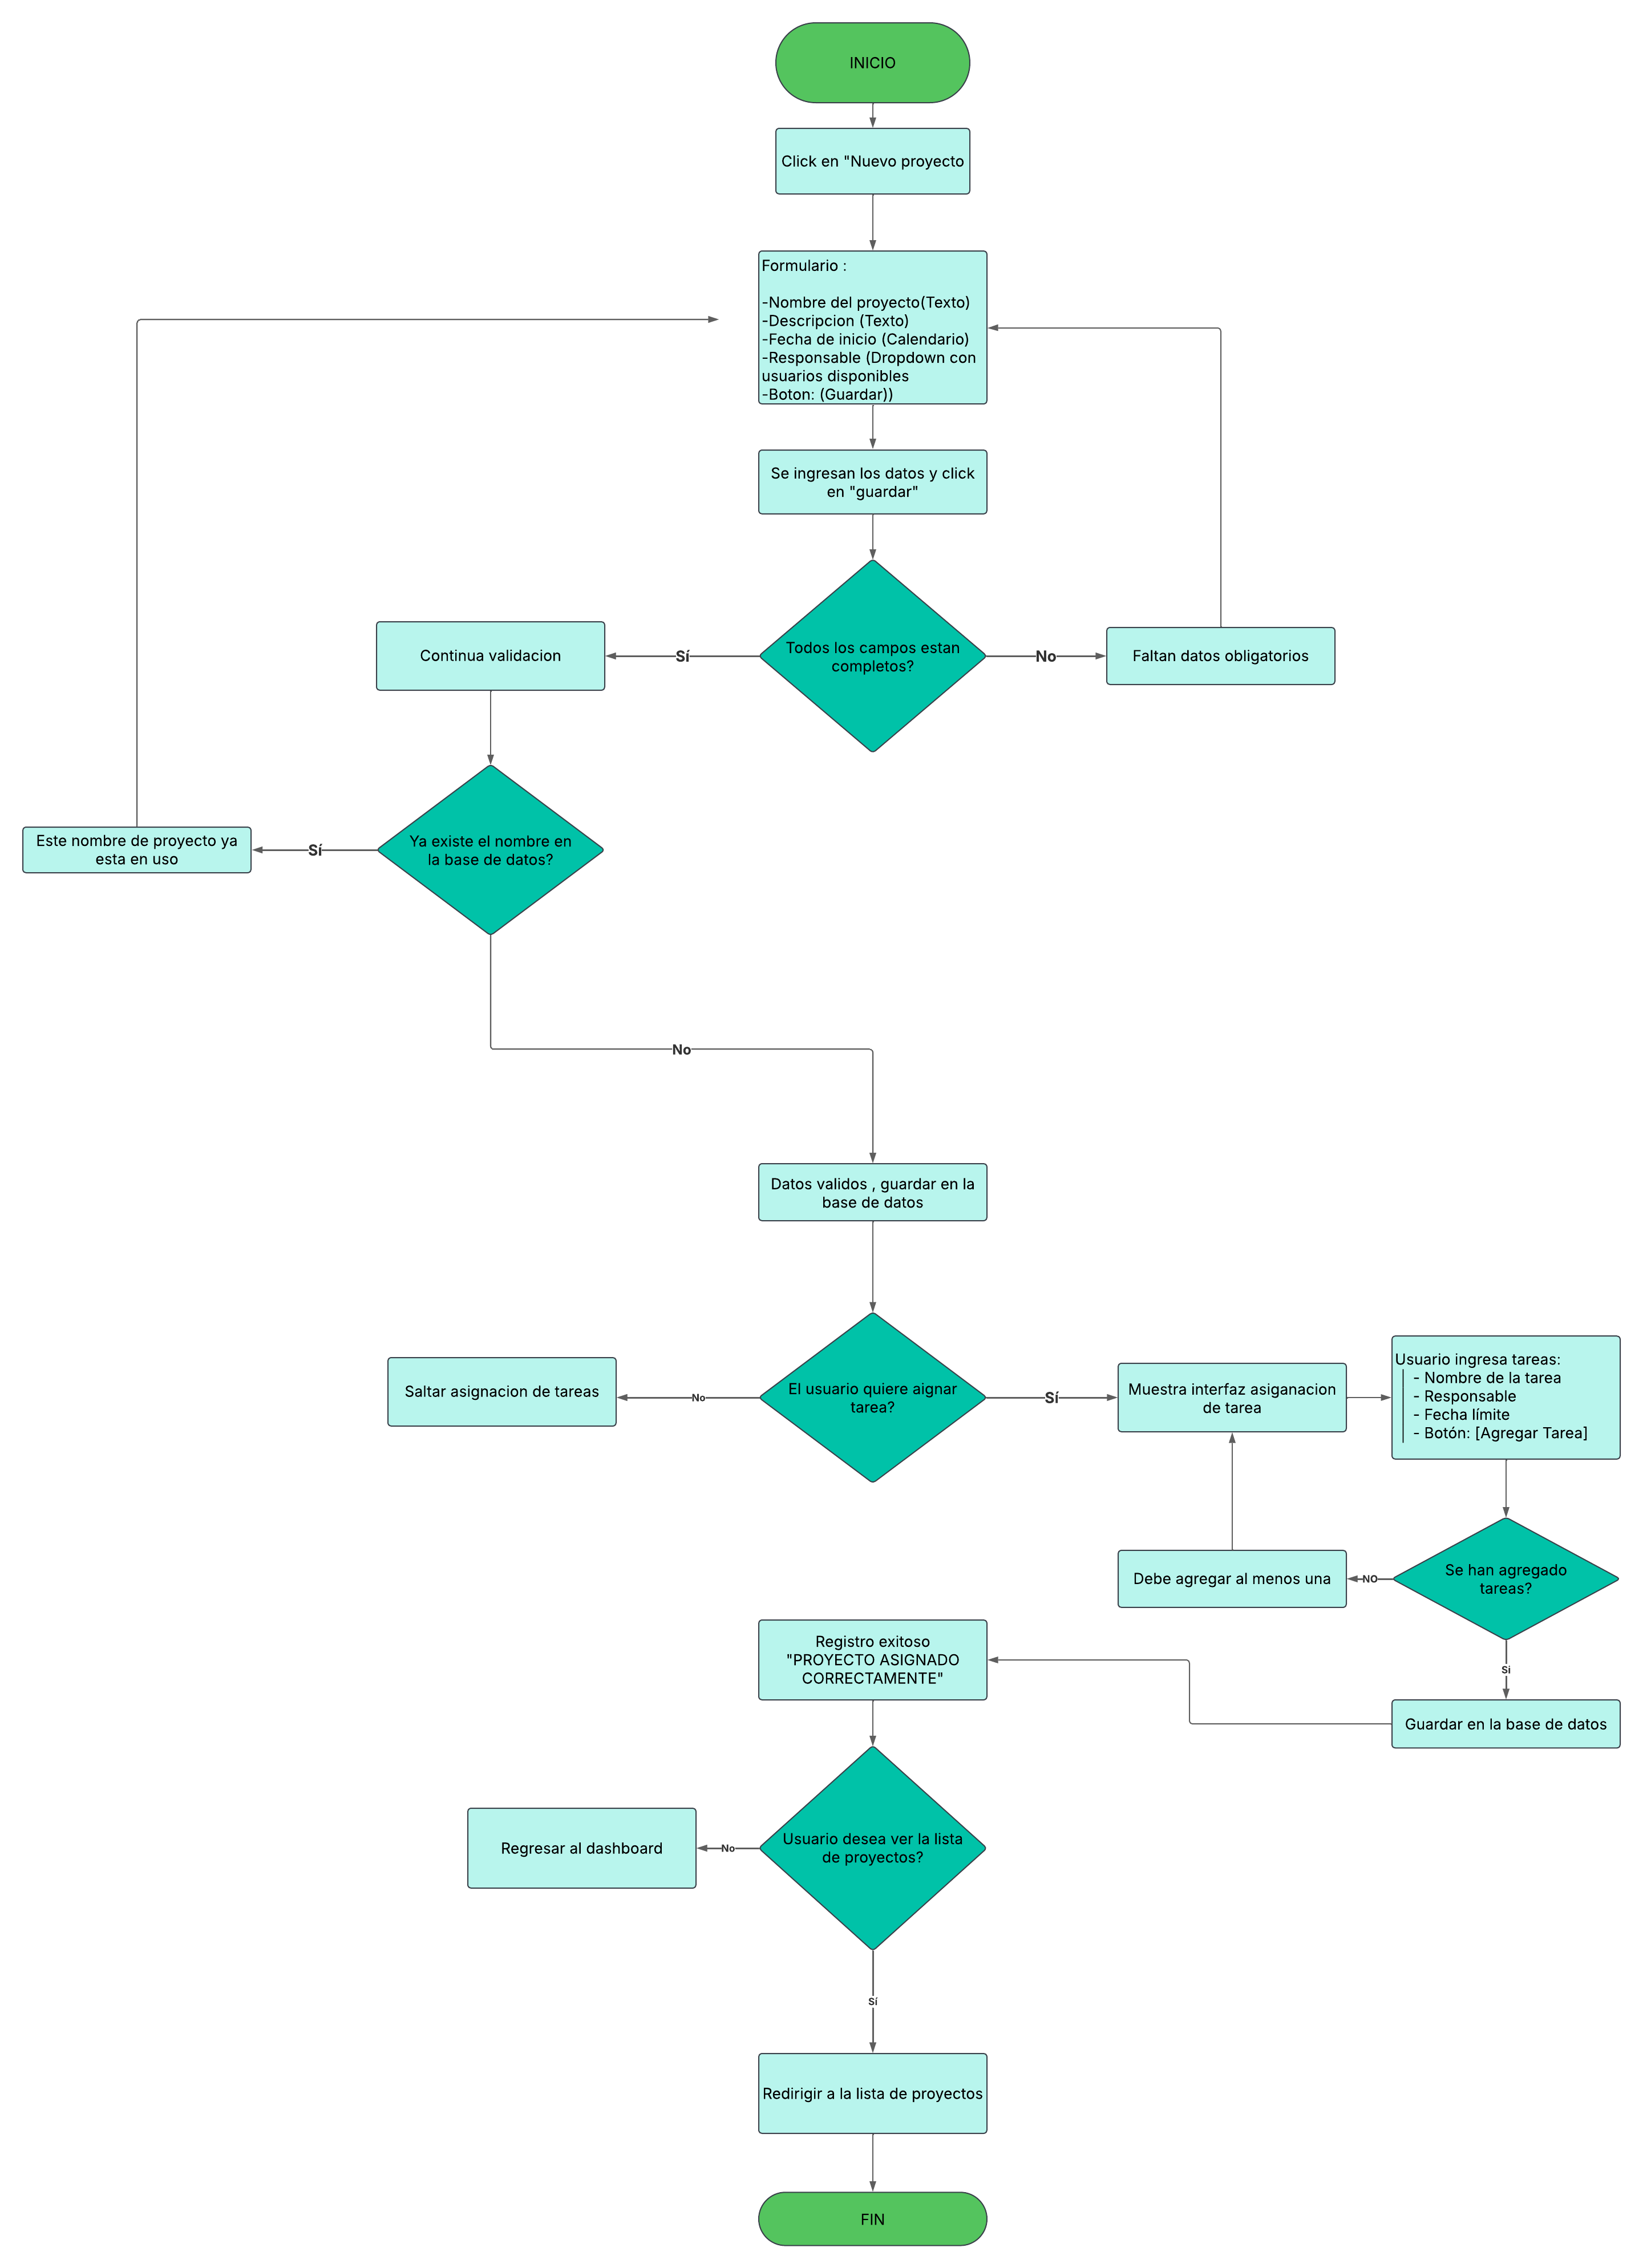 INICIO
Click en "Nuevo proyecto
Formulario :
-Nombre del proyecto(Texto)
-Descripcion (Texto)
-Fecha de inicio (Calendario)
-Responsable (Dropdown con
usuarios disponibles
-Boton: (Guardar))
Se ingresan los datos y click
en "guardar"
Todos los campos estan
completos?
Sí
No
Continua validacion
Faltan datos obligatorios
Ya existe el nombre en
la base de datos?
Sí
Este nombre de proyecto ya
esta en uso
No
Datos validos , guardar en la
base de datos
El usuario quiere aignar
tarea?
No
Saltar asignacion de tareas
Sí
Muestra interfaz asiganacion
de tarea
Usuario ingresa tareas:
- Nombre de la tarea
- Responsable
- Fecha límite
- Botón: [Agregar Tarea]
Se han agregado
tareas?
NO
Debe agregar al menos una
Si
Guardar en la base de datos
Registro exitoso
"PROYECTO ASIGNADO
CORRECTAMENTE"
Usuario desea ver la lista
de proyectos?
No
Regresar al dashboard
Sí
Redirigir a la lista de proyectos
FIN